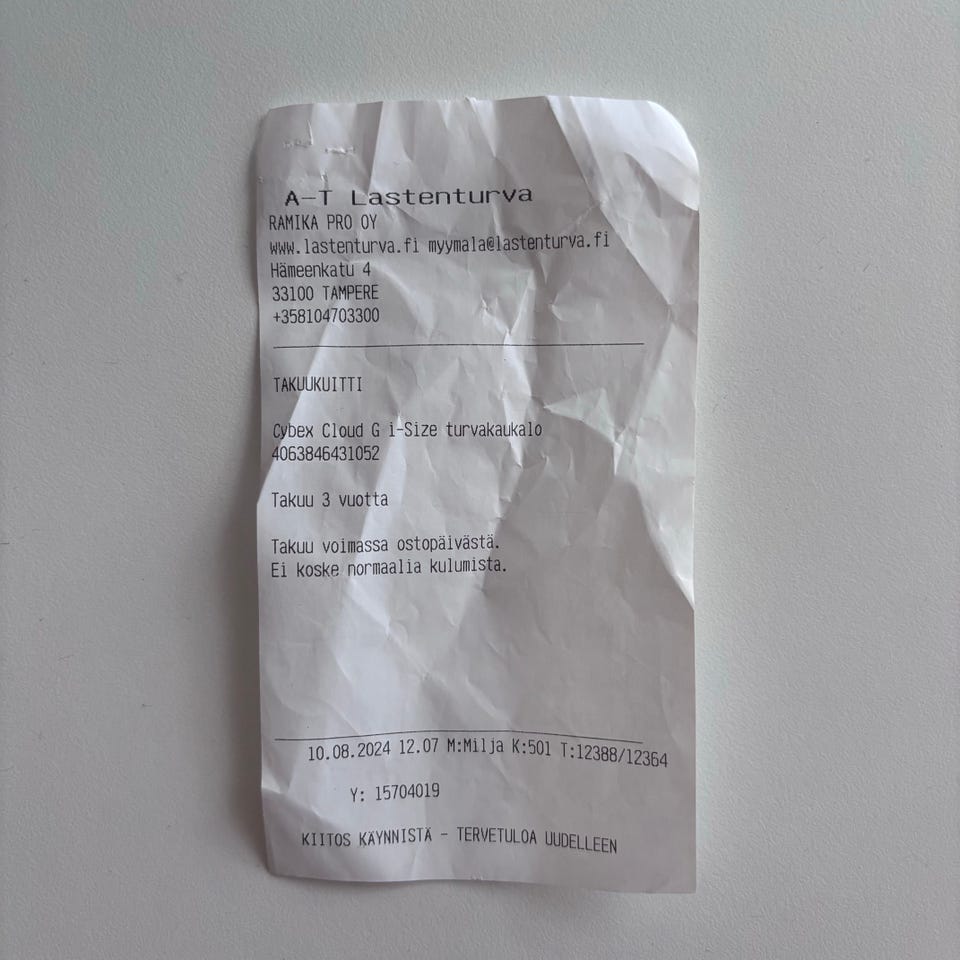 A-T Lastenturva
RAMIKA PRO OY
www.lastenturva.fi myymala@lastenturva.fi
Hämeenkatu 4
33100 TAMPERE
+358104703300
TAKUUKUITTI
Cybex Cloud G i-Size turvakaukalo
4063846431052
Takuu 3 vuotta
Takuu voimassa ostopäivästä.
Ei koske normaalia kulumista.
10.08.2024 12.07 M:Milja K:501 T:12388/12364
Y: 15704019
KIITOS KÄYNNISTÄ - TERVETULOA UUDELLEEN